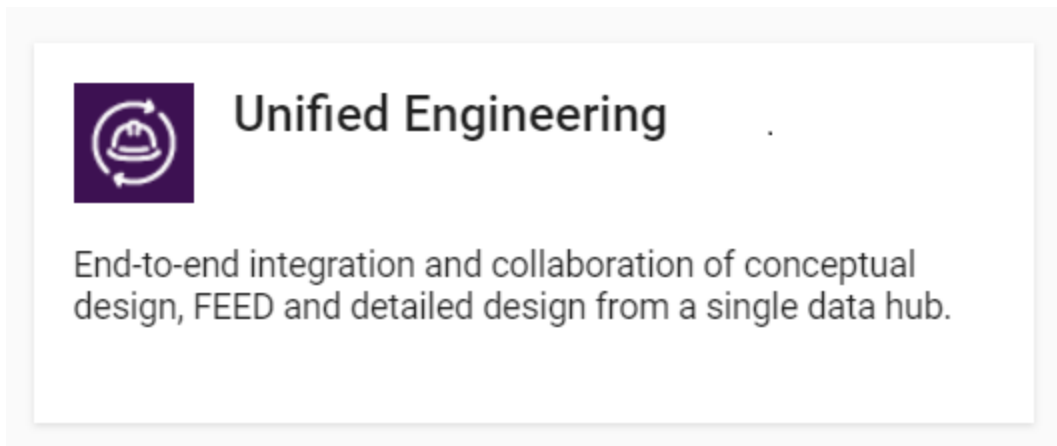 Unified Engineering .
End-to-end integration and collaboration of conceptual
design, FEED and detailed design from a single data hub.